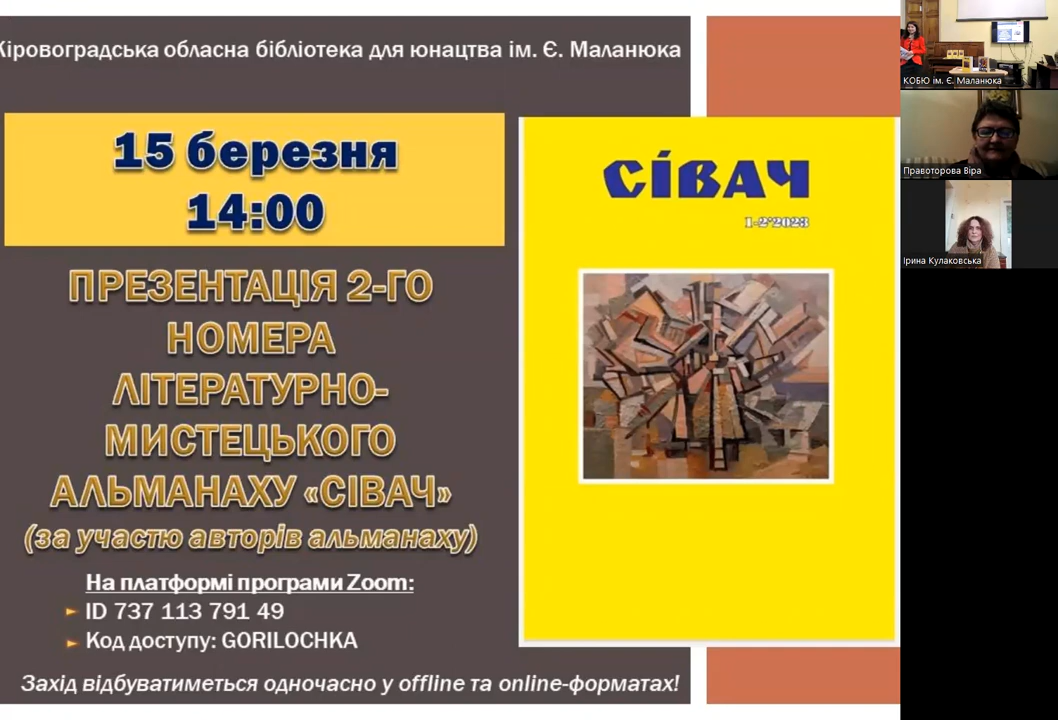 Кіровоградська обласна бібліотека для юнацтва ім. Є. Маланюка
15 березня
14:00
ПРЕЗЕНТАЦІЯ 2-ГО
НОМЕРА
ЛІТЕРАТУРНО-
МИСТЕЦЬКОГО
АЛЬМАНАХУ «СІВАЧ»
(за участю авторів альманаху)
На платформі програми Zoom:
ID 737 113 791 49
Код доступу: GORILOCHKA
Захід відбуватиметься одночасно у offline та online-форматах!
СІВАЧ
1-2'2023
КОБЮ ім. Є. Маланюка
Правоторова Віра
Ірина Кулаковська